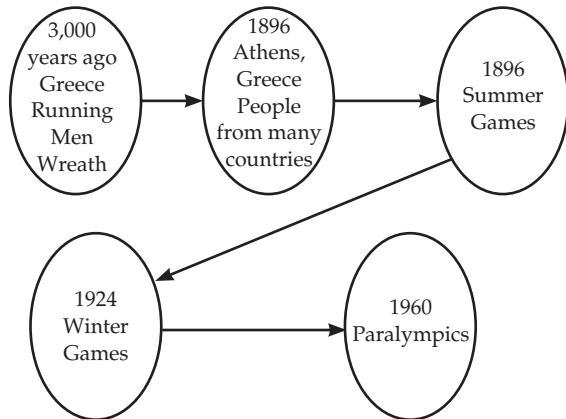 3,000
years ago
Greece
Running
Men
Wreath
1896
Athens,
Greece
People
from many
countries
1896
Summer
Games
1924
Winter
Games
1960
Paralympics